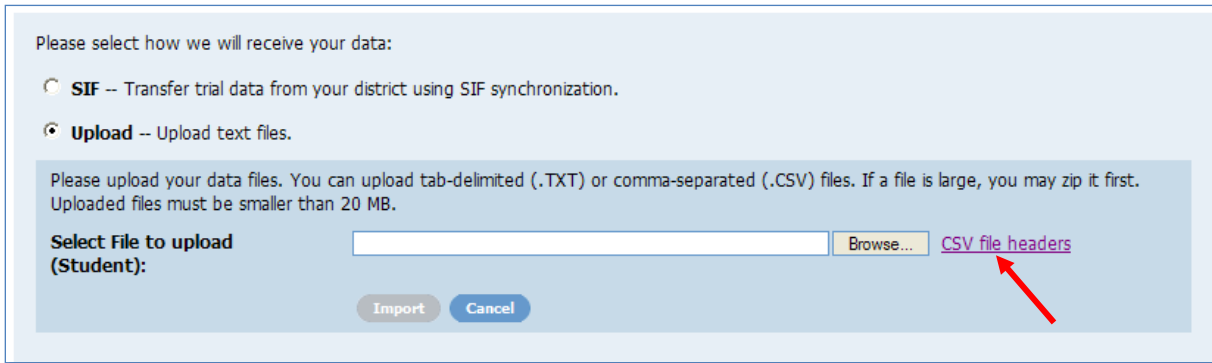 Please select how we will receive your data:
SIF -- Transfer trial data from your district using SIF synchronization.
Upload -- Upload text files.
Please upload your data files. You can upload tab-delimited (.TXT) or comma-separated (.CSV) files. If a file is large, you may zip it first.
Uploaded files must be smaller than 20 MB.
Select File to upload Browse... CSV file headers
(Student):
Import Cancel